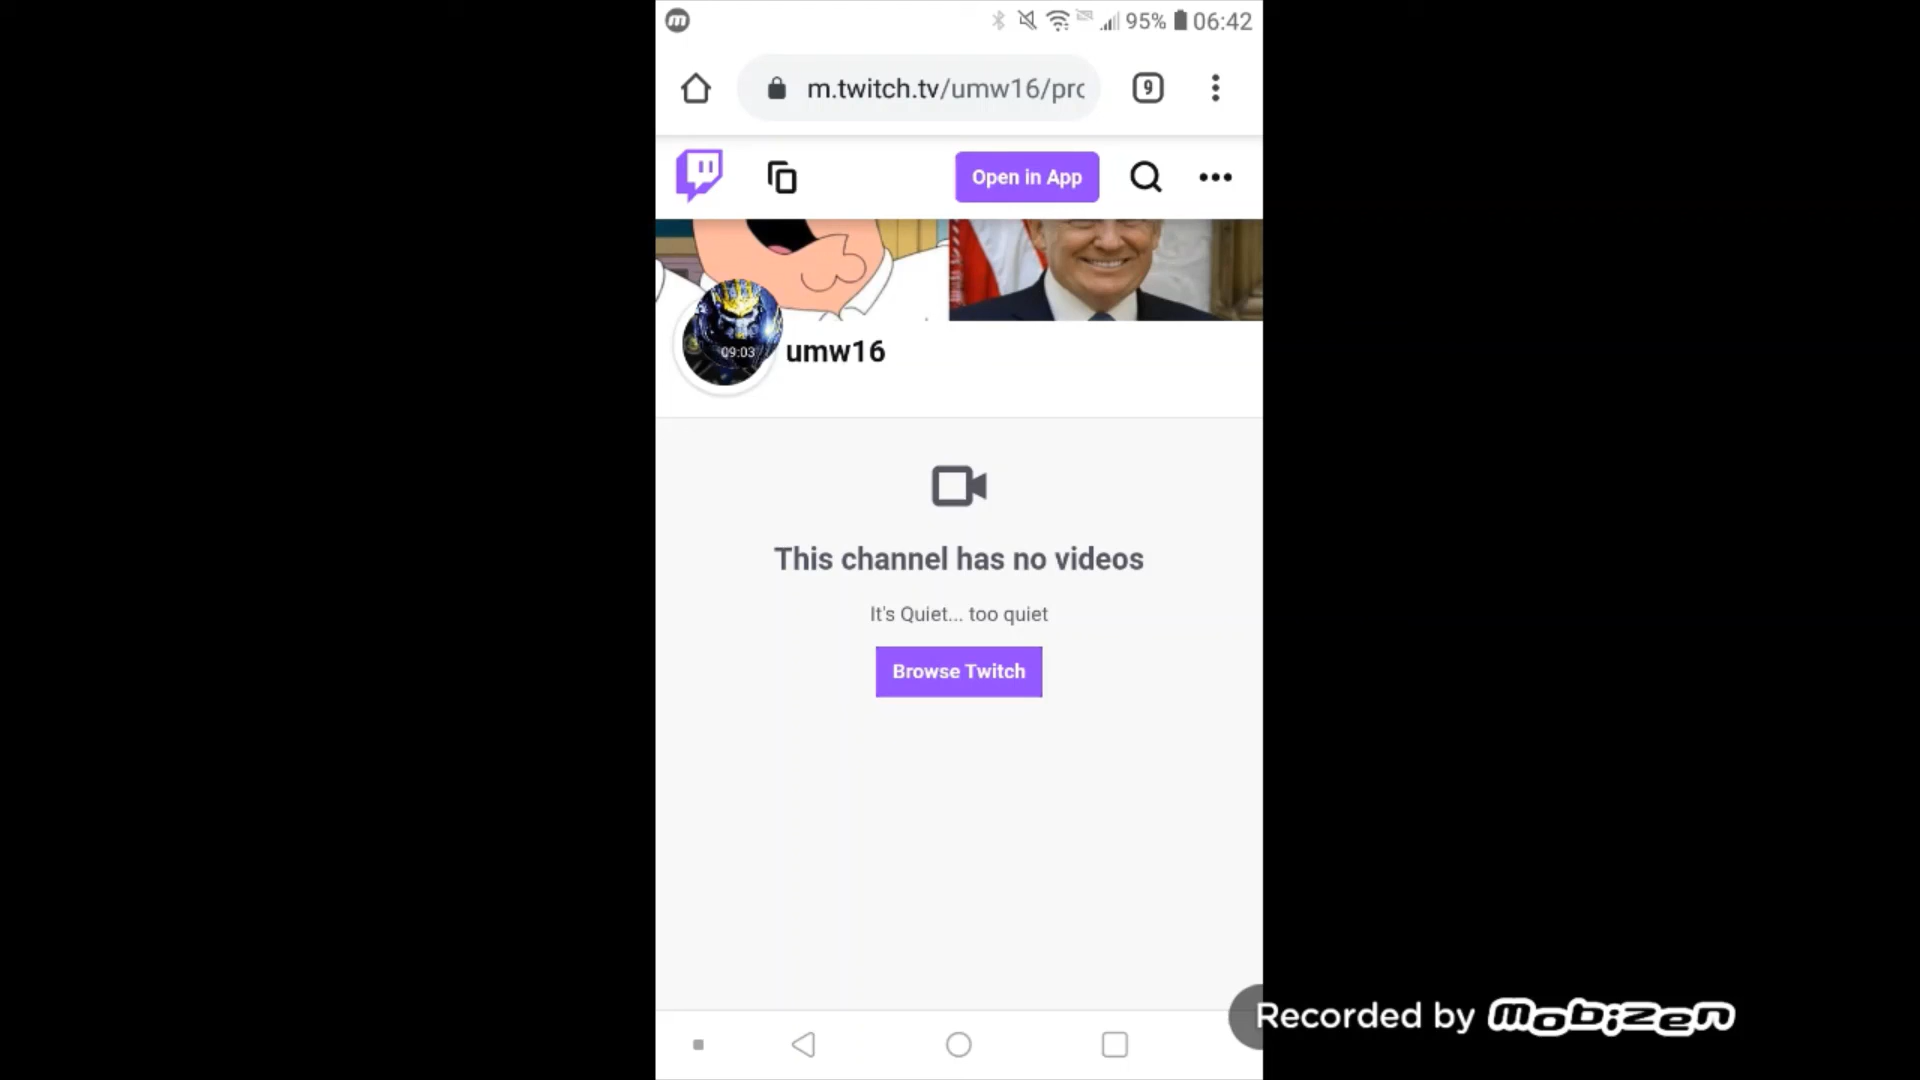 95% 06:42
m.twitch.tv/umw16/prc
9
Open in App
09:03
umw16
This channel has no videos
It's Quiet... too quiet
Browse Twitch
Recorded by mobizen